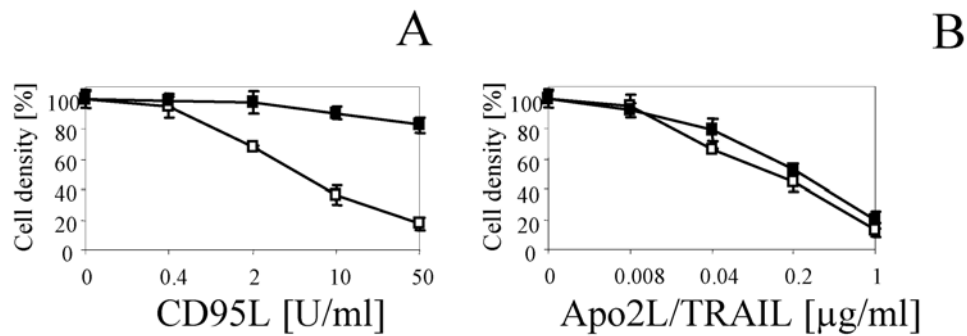 A
Cell density [%]
100
80
60
40
20
0
0 0.4 2 10 50
CD95L [U/ml]
B
Cell density [%]
100
80
60
40
20
0
0 0.008 0.04 0.2 1
Apo2L/TRAIL [µg/ml]